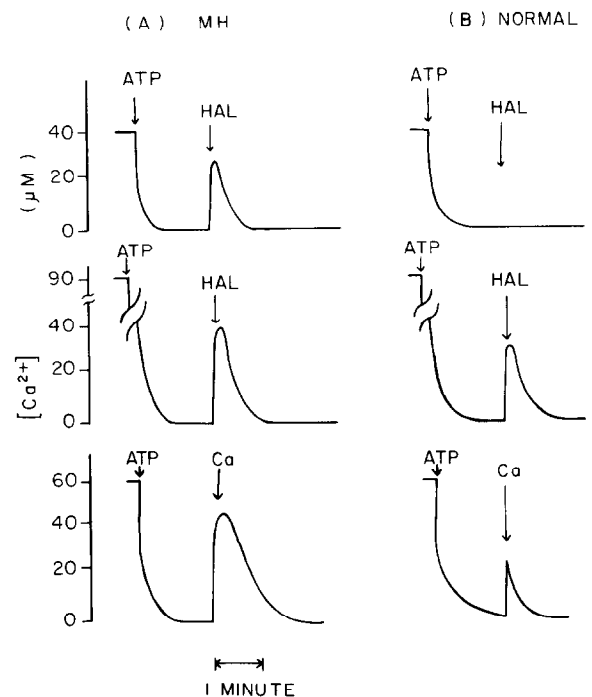 (A) MH
(B) NORMAL
ATP
HAL
ATP
HAL
40
20
0
(μM)
ATP
HAL
ATP
HAL
90
40
20
0
[Ca²⁺]
ATP
Ca
ATP
Ca
60
40
20
0
1 MINUTE